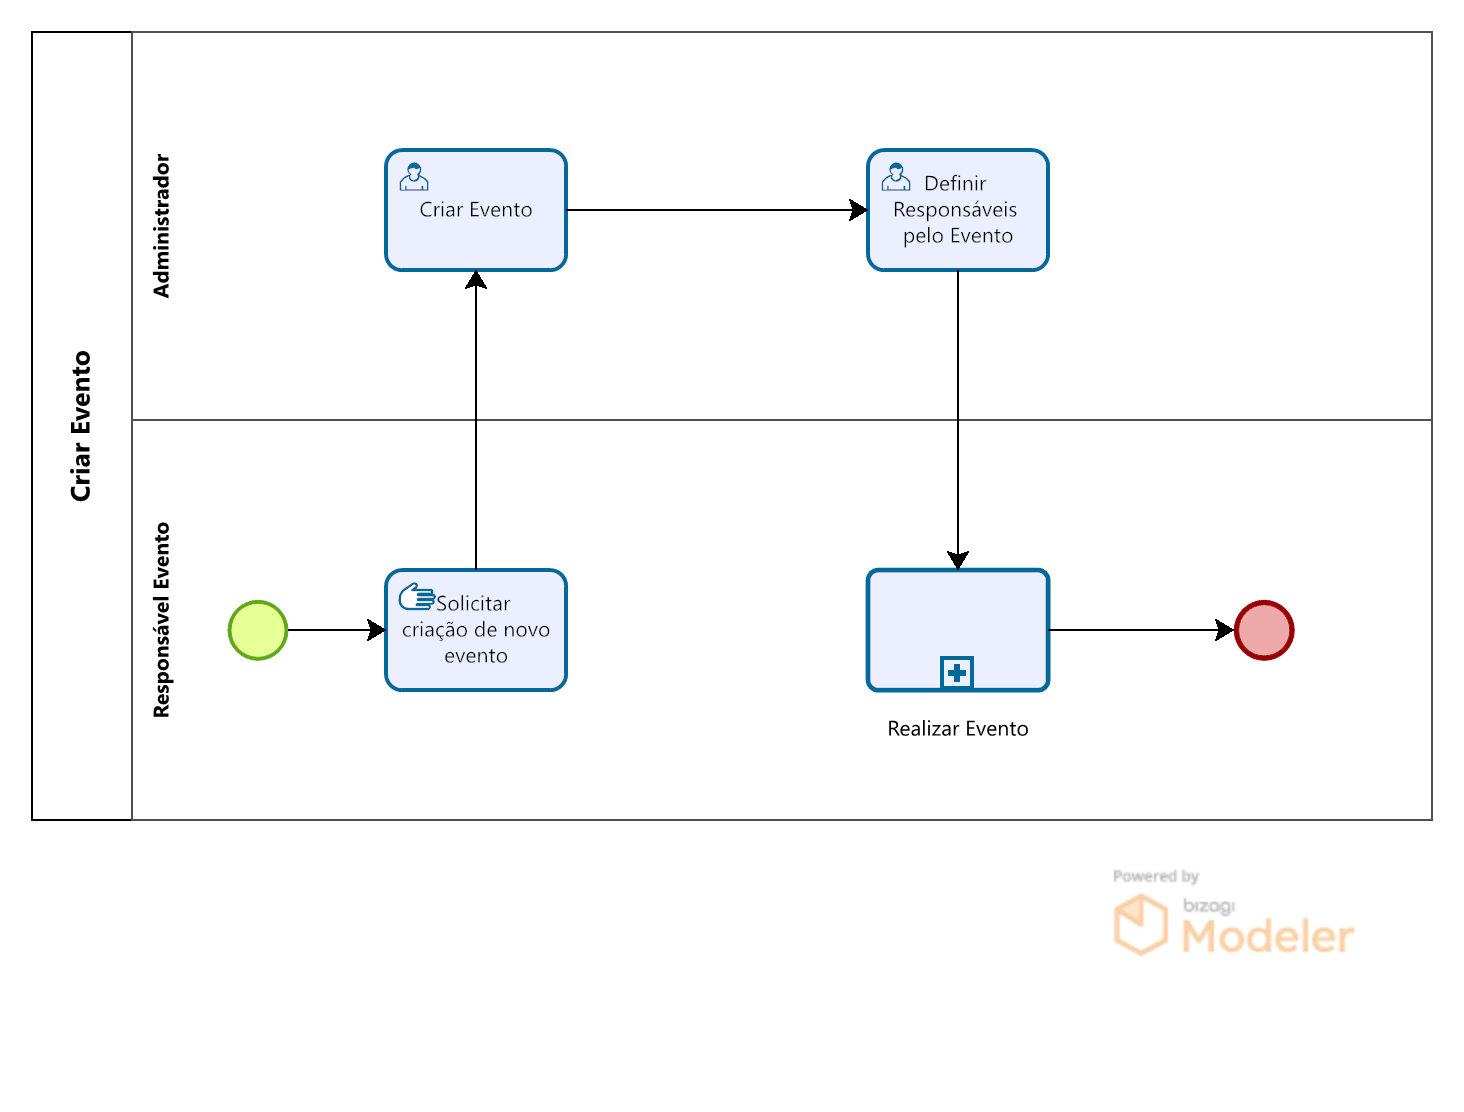 Criar Evento
Administrador
Criar Evento
Definir
Responsáveis
pelo Evento
Responsável Evento
Solicitar
criação de novo
evento
Realizar Evento
Powered by
bizagi
Modeler